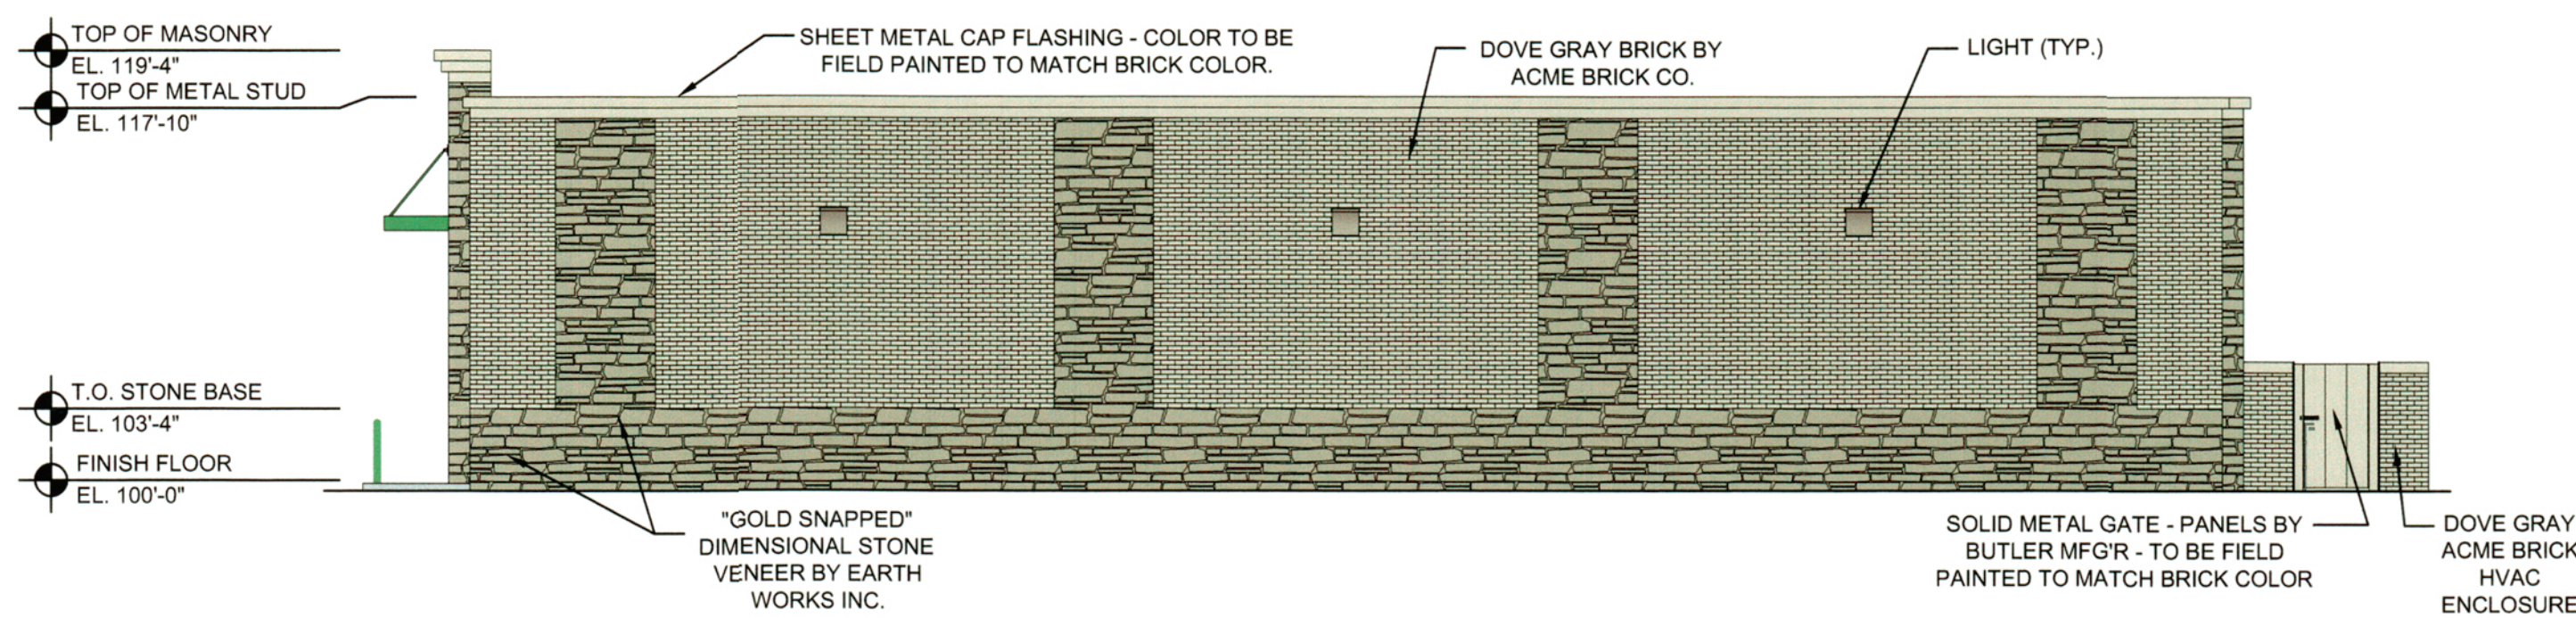 TOP OF MASONRY
EL. 119'-4"
TOP OF METAL STUD
EL. 117'-10"
SHEET METAL CAP FLASHING - COLOR TO BE
FIELD PAINTED TO MATCH BRICK COLOR.
DOVE GRAY BRICK BY
ACME BRICK CO.
LIGHT (TYP.)
T.O. STONE BASE
EL. 103'-4"
FINISH FLOOR
EL. 100'-0"
"GOLD SNAPPED"
DIMENSIONAL STONE
VENEER BY EARTH
WORKS INC.
SOLID METAL GATE - PANELS BY
BUTLER MFG'R - TO BE FIELD
PAINTED TO MATCH BRICK COLOR
DOVE GRAY
ACME BRICK
HVAC
ENCLOSURE